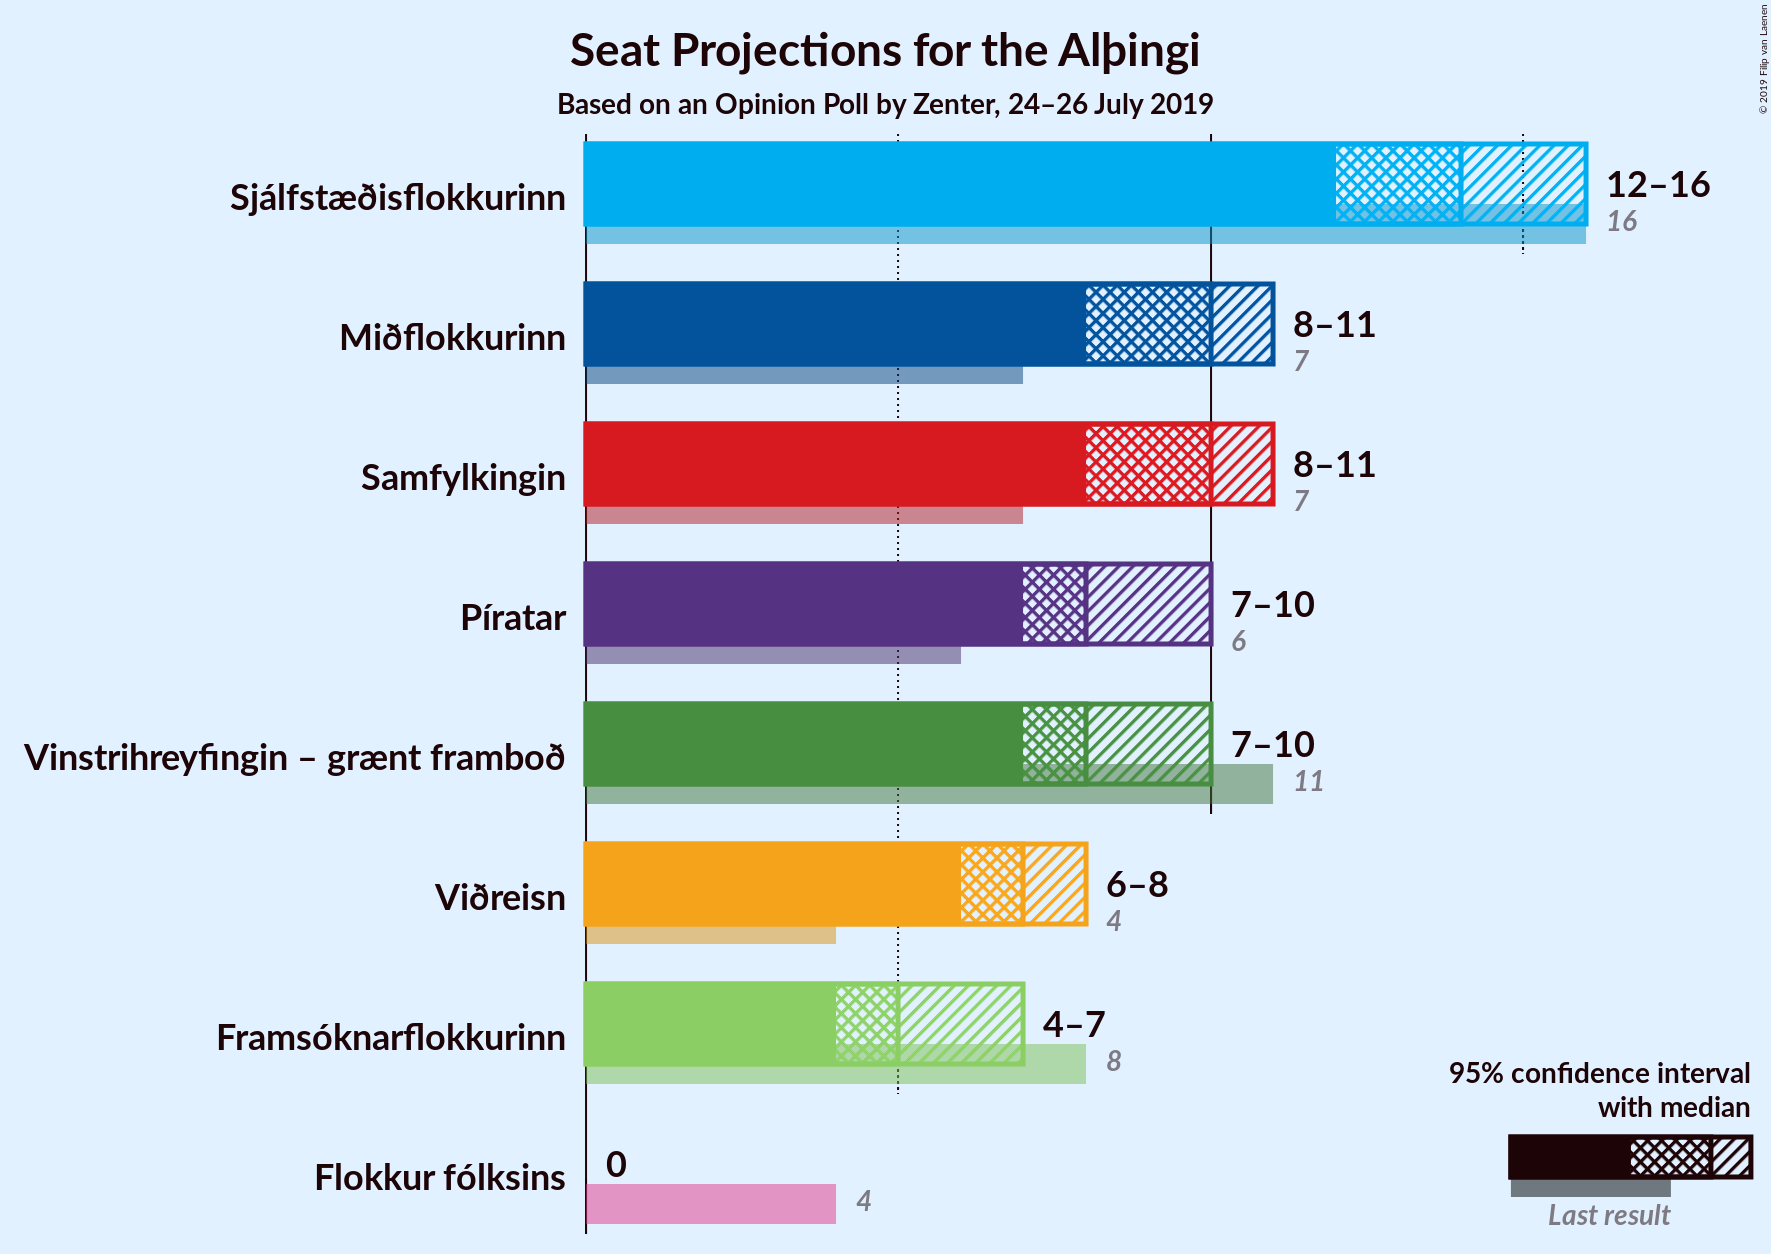 Seat Projections for the Alþingi
Based on an Opinion Poll by Zenter, 24–26 July 2019
© 2019 Filip van Laenen
Sjálfstæðisflokkurinn
12–16
16
Miðflokkurinn
8–11
7
Samfylkingin
8–11
7
Píratar
7–10
6
Vinstrihreyfingin – grænt framboð
7–10
11
Viðreisn
6–8
4
Framsóknarflokkurinn
4–7
8
Flokkur fólksins
0
4
95% confidence interval
with median
Last result